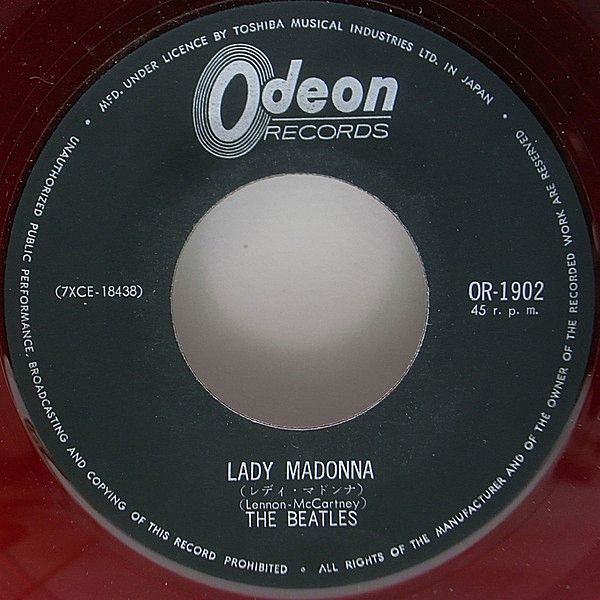 MFD. UNDER LICENCE BY TOSHIBA MUSICAL INDUSTRIES LTD. IN JAPAN
Odeon
RECORDS
(7XCE-18438)
OR-1902
45 r. p. m.
LADY MADONNA
(レディ・マドンナ)
(Lennon-McCartney)
THE BEATLES
ALL RIGHTS OF THE MANUFACTURER AND OF THE OWNER OF THE RECORDED WORK ARE RESERVED
UNAUTHORIZED PUBLIC PERFORMANCE, BROADCASTING AND COPYING OF THIS RECORD PROHIBITED